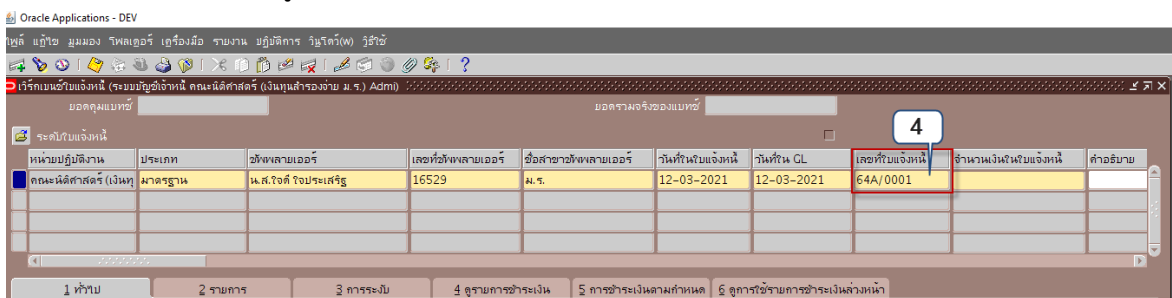 Oracle Applications - DEV
ไฟล์ แก้ไข มุมมอง โฟลเดอร์ เครื่องมือ รายงาน ปฏิบัติการ วินโดว์(w) วิธีใช้
เวิร์กเบนช์ใบแจ้งหนี้ (ระบบบัญชีเจ้าหนี้ คณะนิติศาสตร์ (เงินทุนสำรองจ่าย ม.ร.) Admi)
ยอดคุมแบทช์ ยอดรวมจริงของแบทช์
ระดับใบแจ้งหนี้
4
หน่วยปฏิบัติงาน ประเภท ซัพพลายเออร์ เลขที่ซัพพลายเออร์ ชื่อสาขาซัพพลายเออร์ วันที่ในใบแจ้งหนี้ วันที่ใน GL เลขที่ใบแจ้งหนี้ จำนวนเงินในใบแจ้งหนี้ คำอธิบาย
คณะนิติศาสตร์ (เงินทุ มาตรฐาน น.ส.ใจดี ใจประเสริฐ 16529 ม.ร. 12-03-2021 12-03-2021 64A/0001
1 ทั่วไป 2 รายการ 3 การระงับ 4 ดูรายการชำระเงิน 5 การชำระเงินตามกำหนด 6 ดูการใช้รายการชำระเงินล่วงหน้า